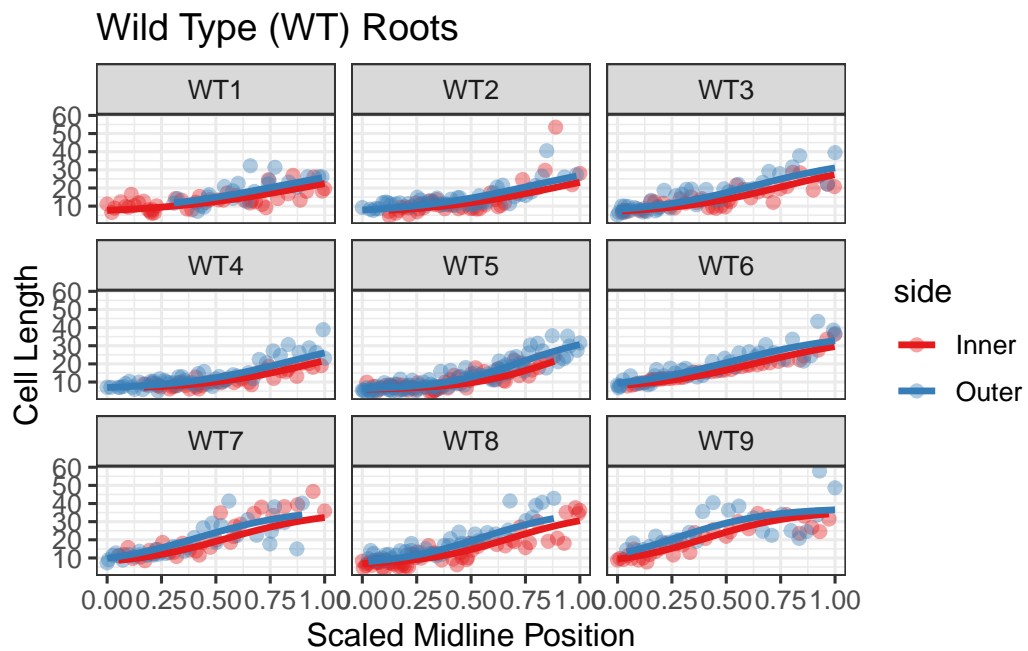 Wild Type (WT) Roots
WT1 WT2 WT3
60
50
40
30
20
10
WT4 WT5 WT6
60
50
40
30
20
10
WT7 WT8 WT9
60
50
40
30
20
10
0.00 0.25 0.50 0.75 1.00 0.00 0.25 0.50 0.75 1.00 0.00 0.25 0.50 0.75 1.00
Scaled Midline Position
Cell Length
side
Inner
Outer